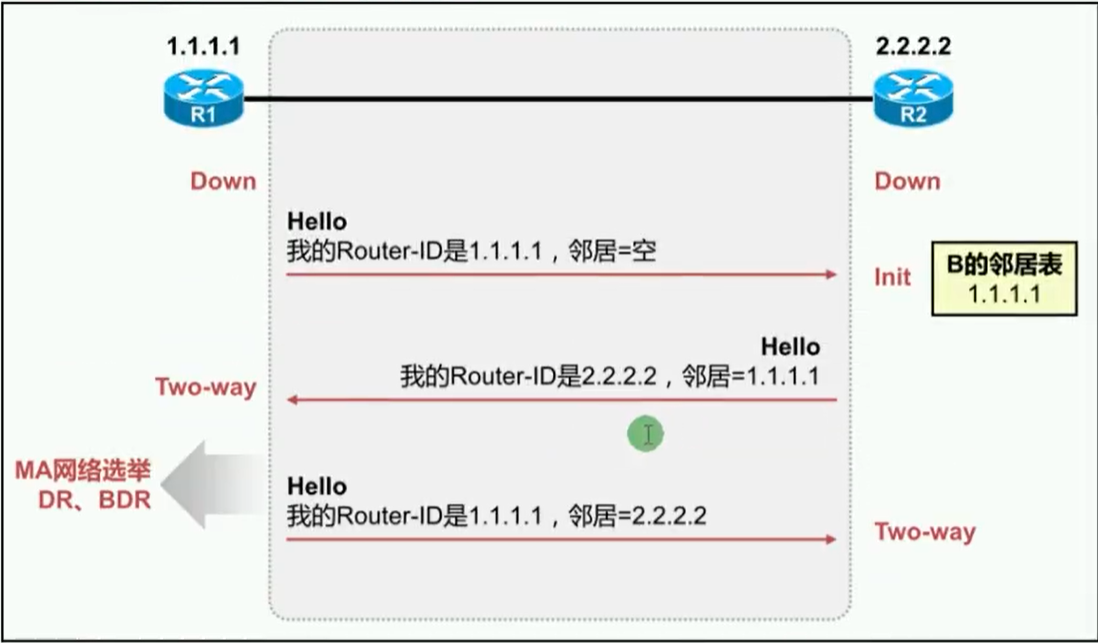 1.1.1.1
2.2.2.2
R1
R2
Down
Down
Hello
我的Router-ID是1.1.1.1，邻居=空
Init
B的邻居表
1.1.1.1
Hello
我的Router-ID是2.2.2.2，邻居=1.1.1.1
Two-way
MA网络选举
DR、BDR
Hello
我的Router-ID是1.1.1.1，邻居=2.2.2.2
Two-way